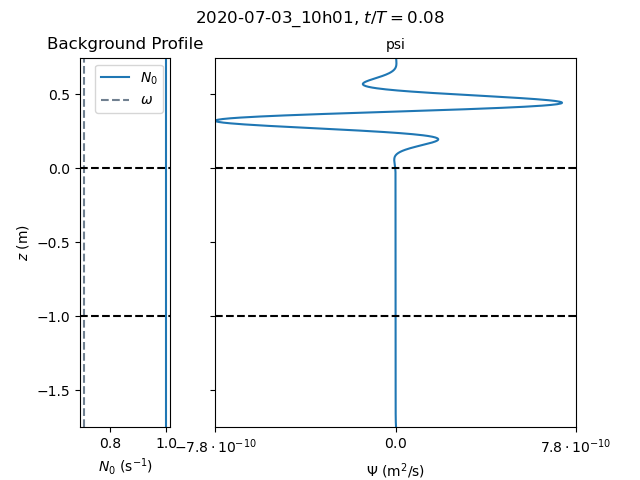 2020-07-03_10h01, t/T = 0.08
Background Profile
psi
N₀
ω
0.5
0.0
−0.5
−1.0
−1.5
z (m)
0.8
1.0
N₀ (s⁻¹)
−7.8 · 10⁻¹⁰
0.0
7.8 · 10⁻¹⁰
Ψ (m²/s)